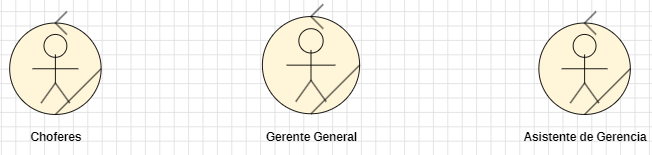 Choferes
Gerente General
Asistente de Gerencia